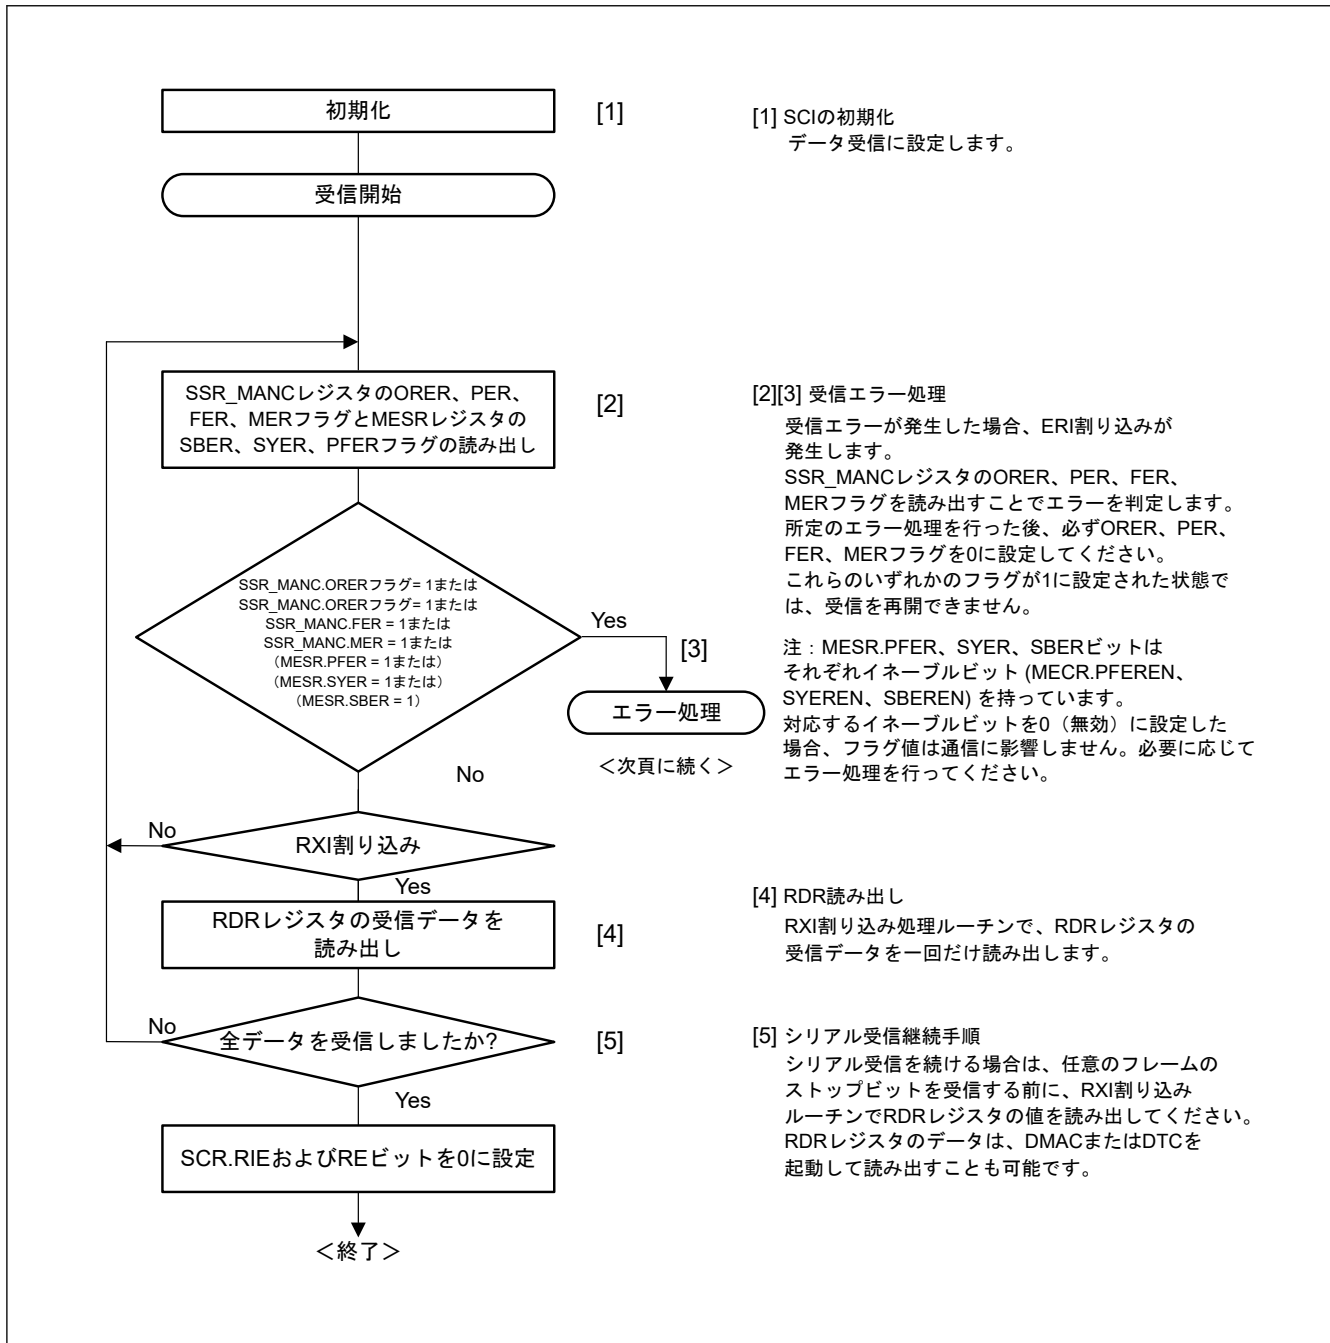 初期化
[1]
[1] SCIの初期化
データ受信に設定します。
受信開始
SSR_MANCレジスタのORER、PER、
FER、MERフラグとMESRレジスタの
SBER、SYER、PFERフラグの読み出し
[2]
[2][3] 受信エラー処理
受信エラーが発生した場合、ERI割り込みが
発生します。
SSR_MANCレジスタのORER、PER、FER、
MERフラグを読み出すことでエラーを判定します。
所定のエラー処理を行った後、必ずORER、PER、
FER、MERフラグを0に設定してください。
これらのいずれかのフラグが1に設定された状態で
は、受信を再開できません。
注：MESR.PFER、SYER、SBERビットは
それぞれイネーブルビット (MECR.PFEREN、
SYEREN、SBEREN) を持っています。
対応するイネーブルビットを0（無効）に設定した
場合、フラグ値は通信に影響しません。必要に応じて
エラー処理を行ってください。
SSR_MANC.ORERフラグ= 1または
SSR_MANC.ORERフラグ= 1または
SSR_MANC.FER = 1または
SSR_MANC.MER = 1または
（MESR.PFER = 1または）
（MESR.SYER = 1または）
（MESR.SBER = 1）
Yes
[3]
エラー処理
＜次頁に続く＞
No
RXI割り込み
No
Yes
RDRレジスタの受信データを
読み出し
[4]
[4] RDR読み出し
RXI割り込み処理ルーチンで、RDRレジスタの
受信データを一回だけ読み出します。
全データを受信しましたか?
No
[5]
[5] シリアル受信継続手順
シリアル受信を続ける場合は、任意のフレームの
ストップビットを受信する前に、RXI割り込み
ルーチンでRDRレジスタの値を読み出してください。
RDRレジスタのデータは、DMACまたはDTCを
起動して読み出すことも可能です。
Yes
SCR.RIEおよびREビットを0に設定
＜終了＞